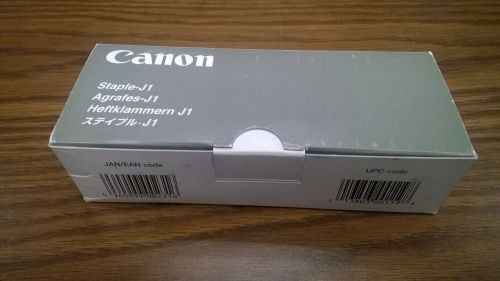 Canon
Staple-J1
Agrafes-J1
Heftklammern J1
ステイプル-J1
JAN/EAN code
UPC code